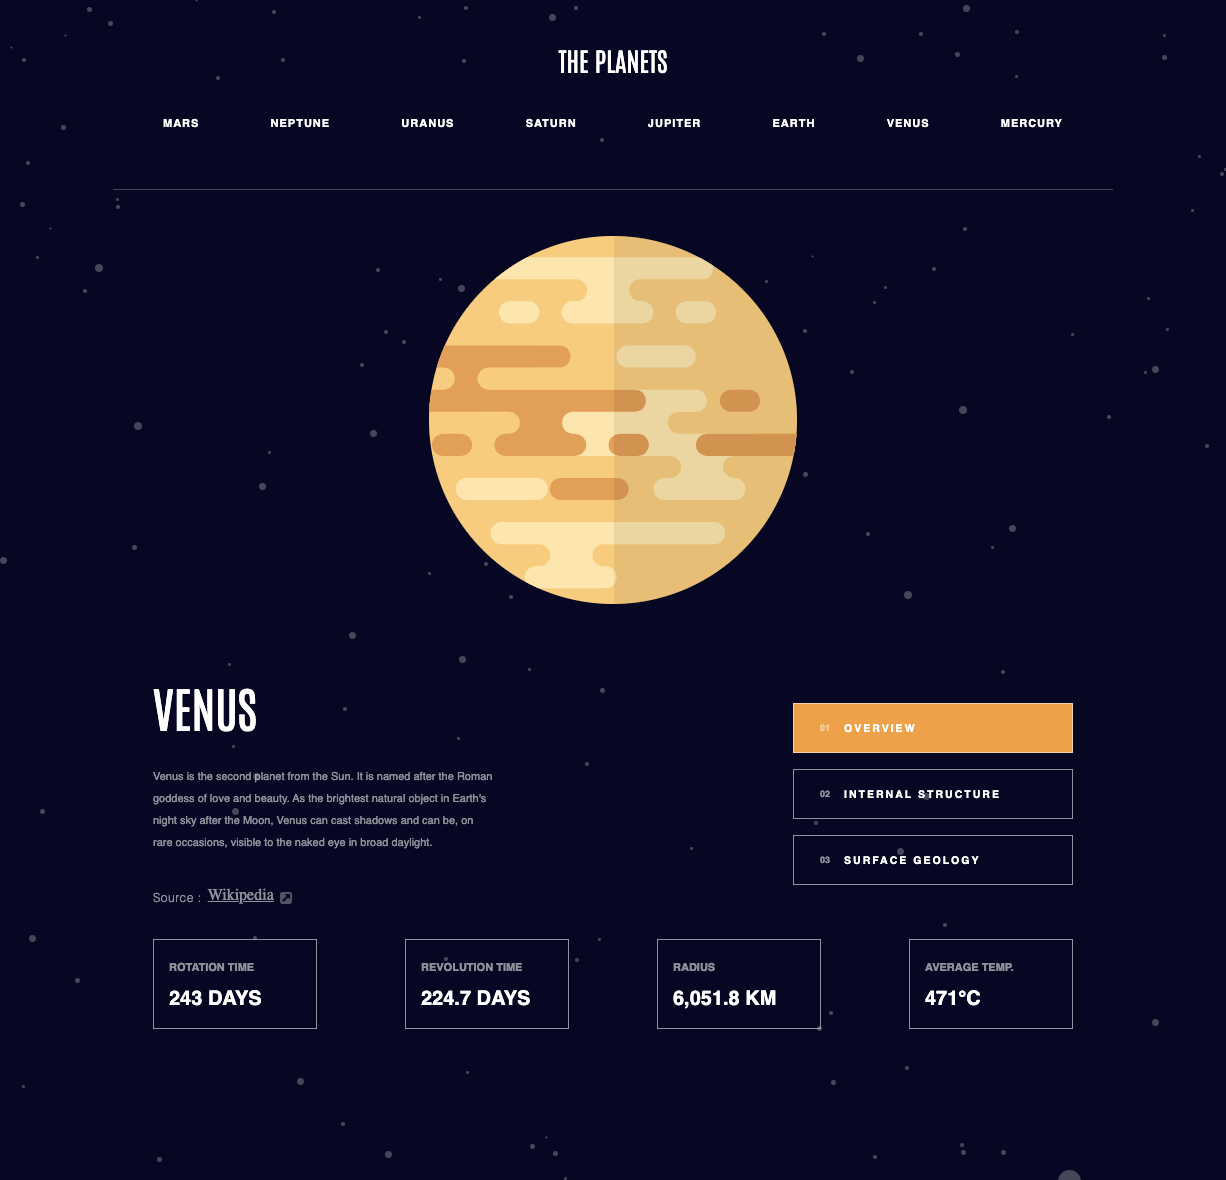 THE PLANETS
MARS NEPTUNE URANUS SATURN JUPITER EARTH VENUS MERCURY
VENUS
Venus is the second planet from the Sun. It is named after the Roman
goddess of love and beauty. As the brightest natural object in Earth's
night sky after the Moon, Venus can cast shadows and can be, on
rare occasions, visible to the naked eye in broad daylight.
Source : Wikipedia
01 OVERVIEW
02 INTERNAL STRUCTURE
03 SURFACE GEOLOGY
ROTATION TIME
243 DAYS
REVOLUTION TIME
224.7 DAYS
RADIUS
6,051.8 KM
AVERAGE TEMP.
471°C